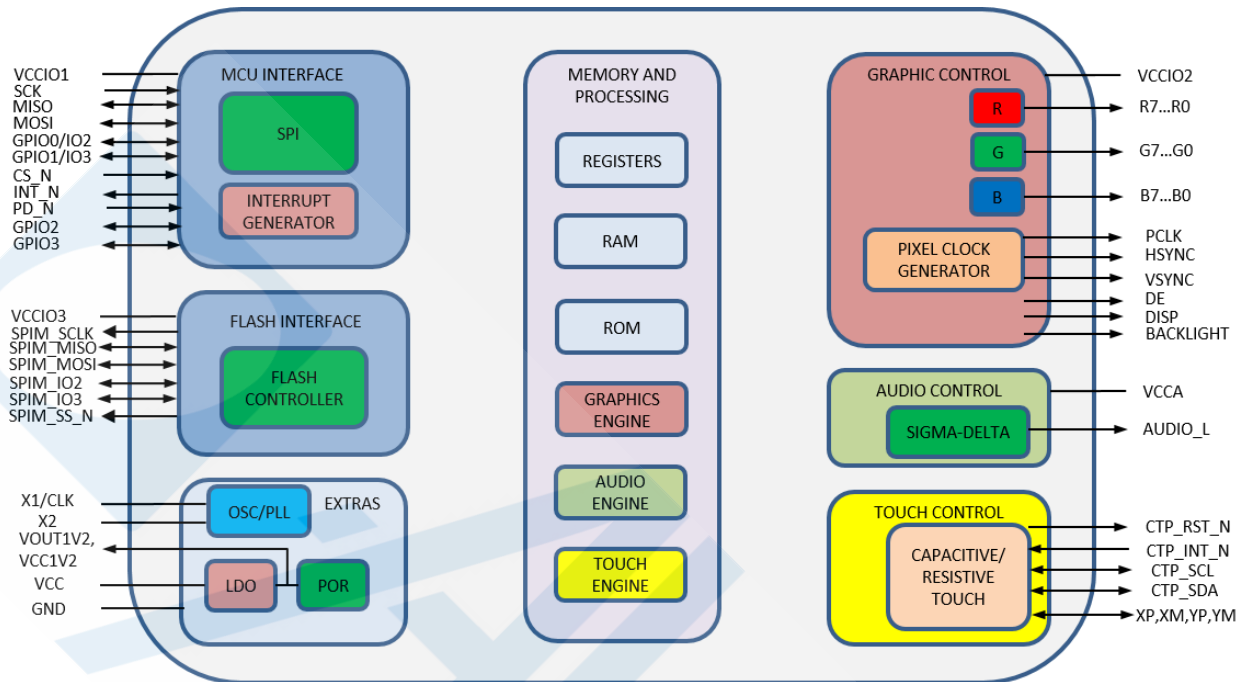 VCCIO1
SCK
MISO
MOSI
GPIO0/IO2
GPIO1/IO3
CS_N
INT_N
PD_N
GPIO2
GPIO3
MCU INTERFACE
SPI
INTERRUPT
GENERATOR
VCCIO3
SPIM_SCLK
SPIM_MISO
SPIM_MOSI
SPIM_IO2
SPIM_IO3
SPIM_SS_N
FLASH INTERFACE
FLASH
CONTROLLER
X1/CLK
X2
VOUT1V2,
VCC1V2
VCC
GND
OSC/PLL
EXTRAS
LDO
POR
MEMORY AND
PROCESSING
REGISTERS
RAM
ROM
GRAPHICS
ENGINE
AUDIO
ENGINE
TOUCH
ENGINE
GRAPHIC CONTROL
R
G
B
PIXEL CLOCK
GENERATOR
VCCIO2
R7...R0
G7...G0
B7...B0
PCLK
HSYNC
VSYNC
DE
DISP
BACKLIGHT
AUDIO CONTROL
SIGMA-DELTA
VCCA
AUDIO_L
TOUCH CONTROL
CAPACITIVE/
RESISTIVE
TOUCH
CTP_RST_N
CTP_INT_N
CTP_SCL
CTP_SDA
XP,XM,YP,YM